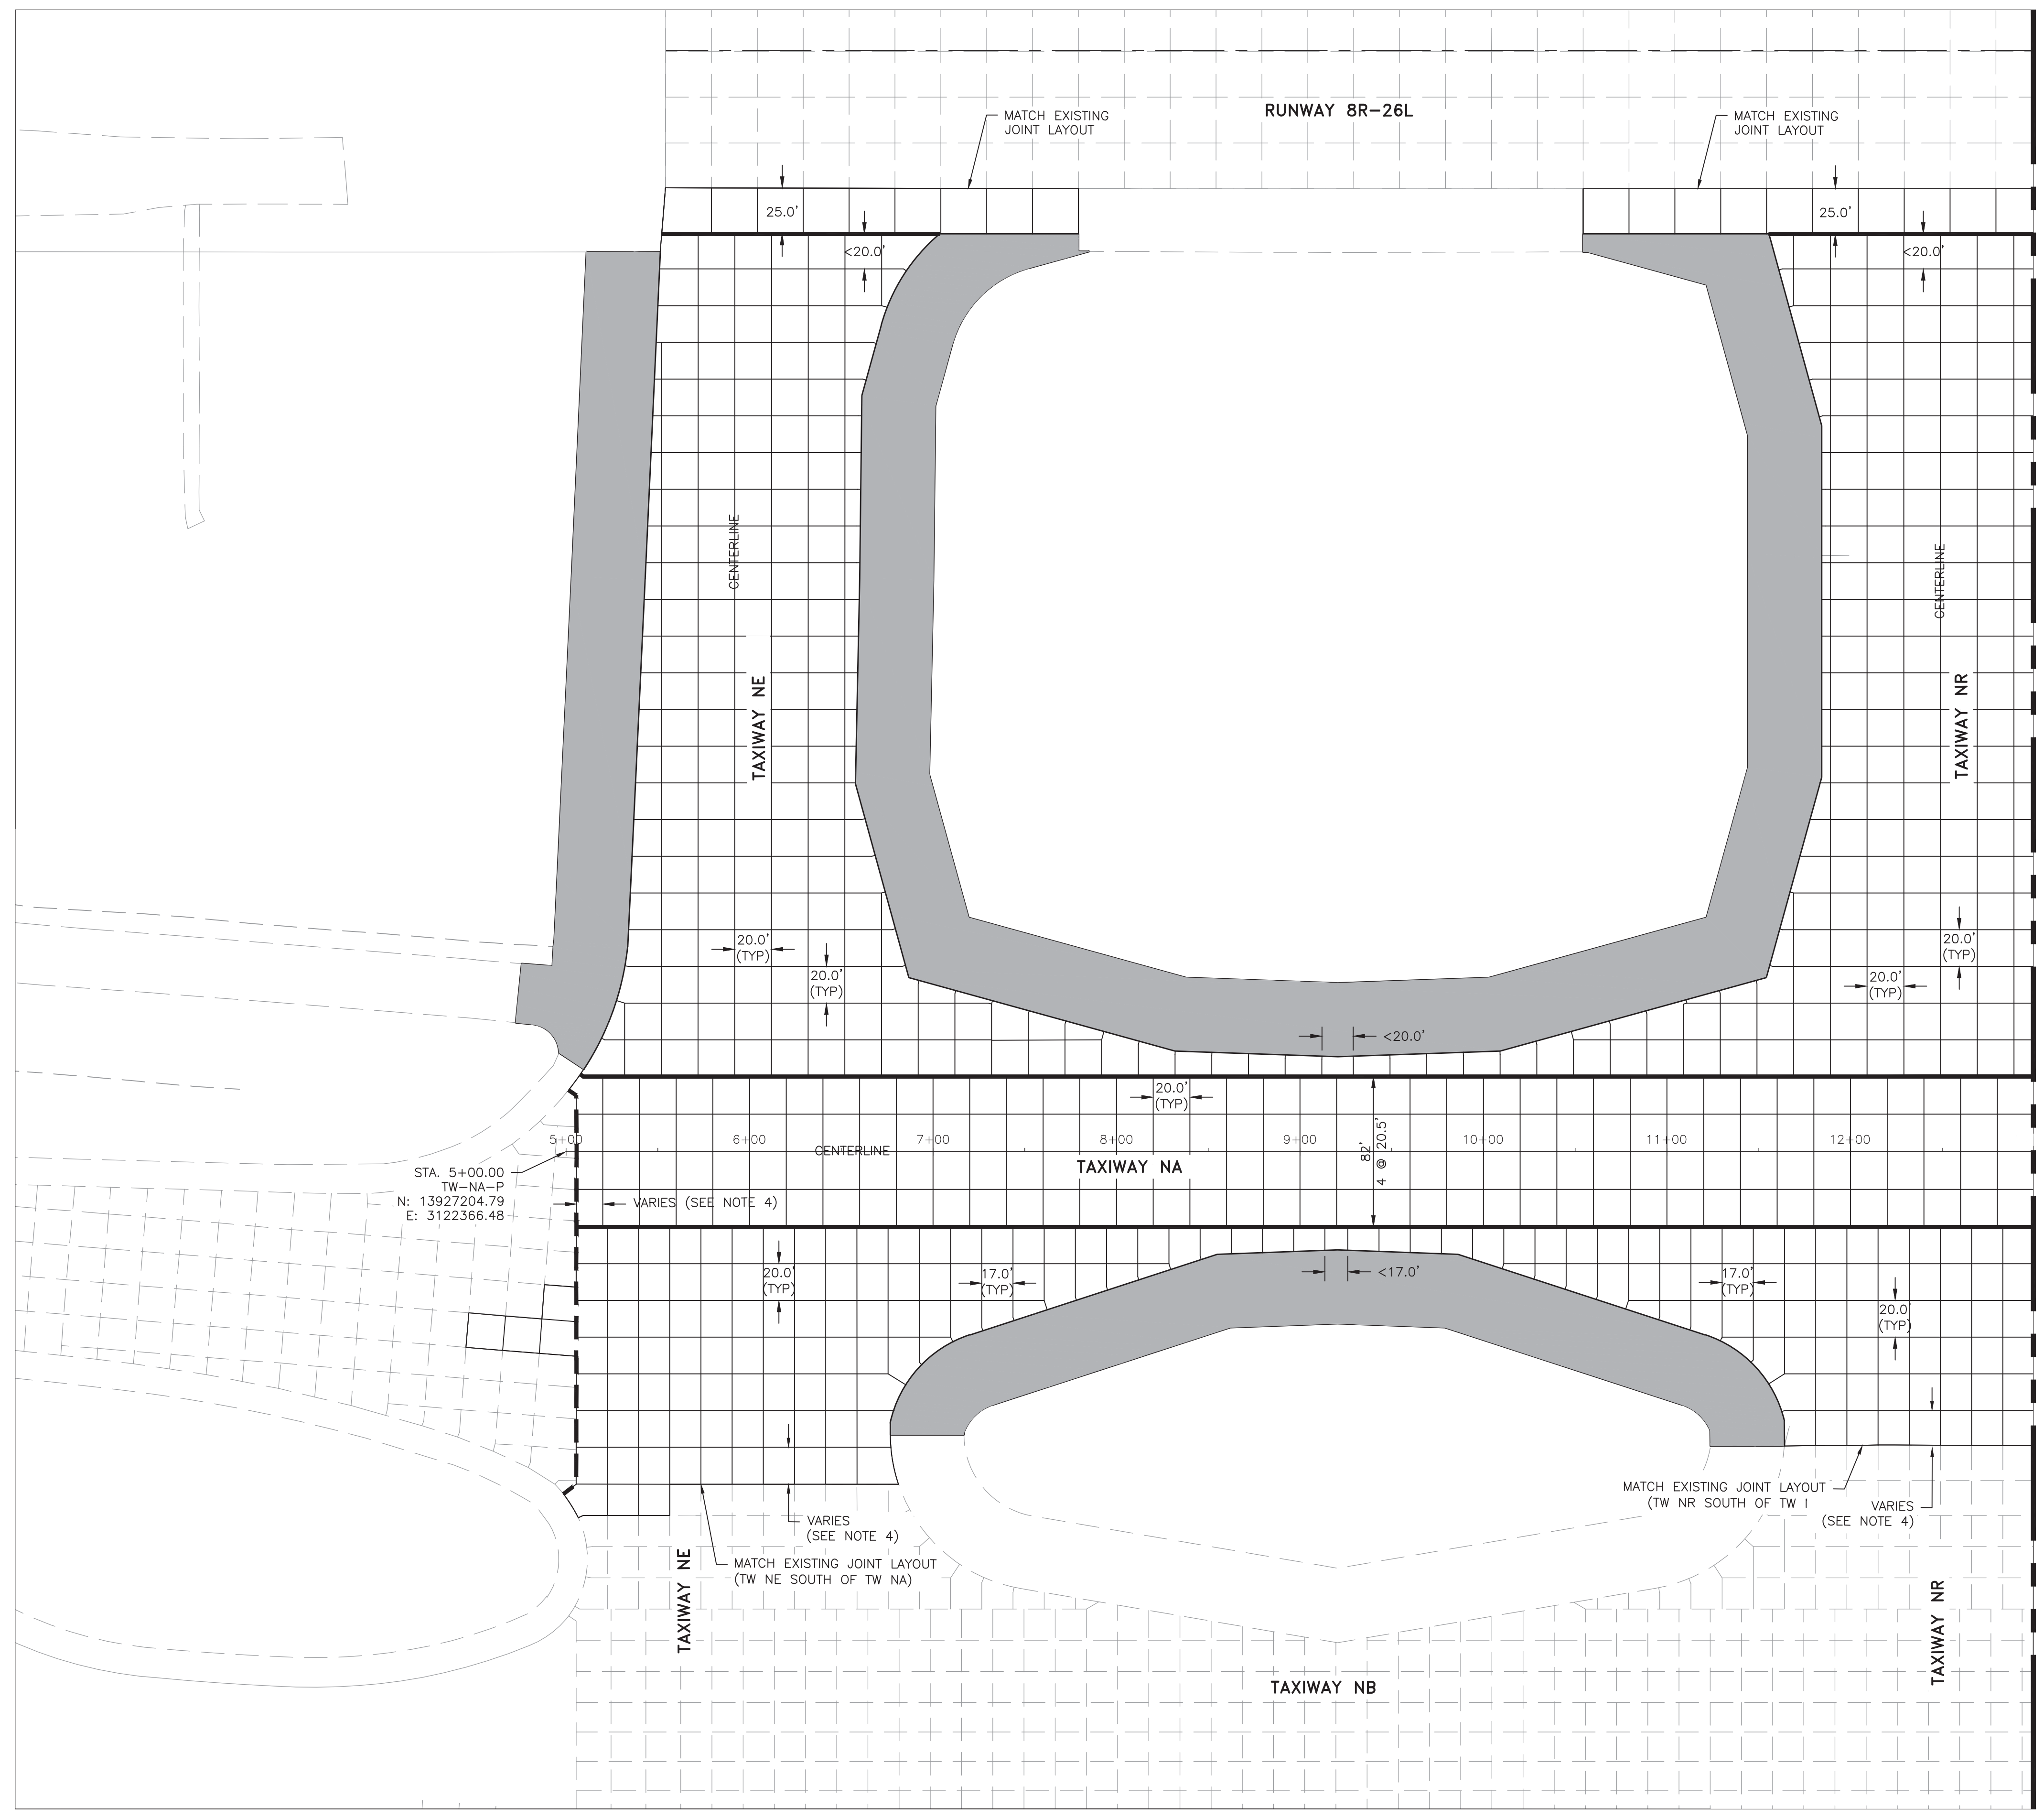 RUNWAY 8R-26L
MATCH EXISTING
JOINT LAYOUT
MATCH EXISTING
JOINT LAYOUT
25.0'
<20.0'
25.0'
<20.0'
CENTERLINE
TAXIWAY NE
CENTERLINE
TAXIWAY NR
20.0'
(TYP)
20.0'
(TYP)
20.0'
(TYP)
20.0'
(TYP)
<20.0'
20.0'
(TYP)
5+00
6+00
7+00
8+00
9+00
10+00
11+00
12+00
CENTERLINE
TAXIWAY NA
82'
4 @ 20.5'
STA. 5+00.00
TW-NA-P
N: 13927204.79
E: 3122366.48
VARIES (SEE NOTE 4)
20.0'
(TYP)
17.0'
(TYP)
<17.0'
17.0'
(TYP)
20.0'
(TYP)
VARIES
(SEE NOTE 4)
MATCH EXISTING JOINT LAYOUT
(TW NE SOUTH OF TW NA)
MATCH EXISTING JOINT LAYOUT
(TW NR SOUTH OF TW
VARIES
(SEE NOTE 4)
TAXIWAY NE
TAXIWAY NR
TAXIWAY NB